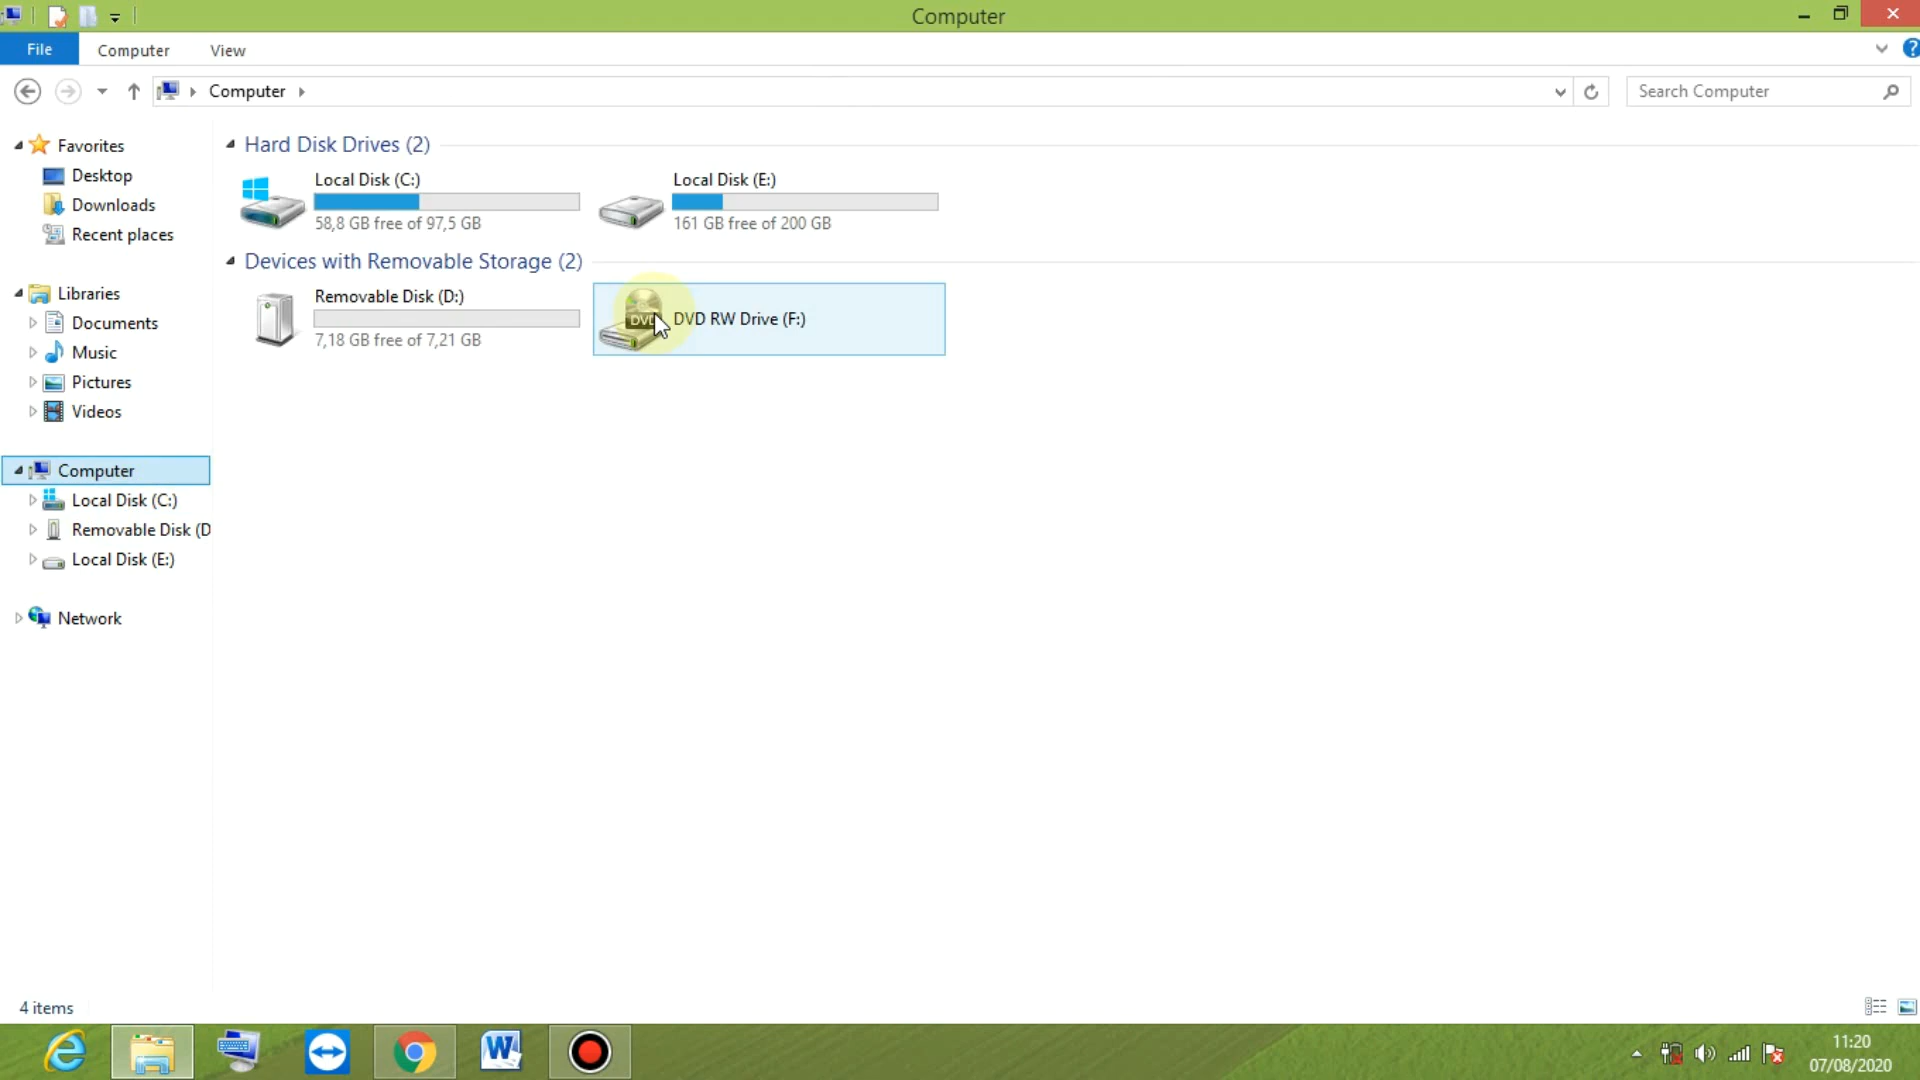 Computer
File
Computer
View
Computer
Search Computer
Favorites
Desktop
Downloads
Recent places
Libraries
Documents
Music
Pictures
Videos
Computer
Local Disk (C:)
Removable Disk (D
Local Disk (E:)
Network
Hard Disk Drives (2)
Local Disk (C:)
58,8 GB free of 97,5 GB
Local Disk (E:)
161 GB free of 200 GB
Devices with Removable Storage (2)
Removable Disk (D:)
7,18 GB free of 7,21 GB
DVD
DVD RW Drive (F:)
4 items
11:20
07/08/2020